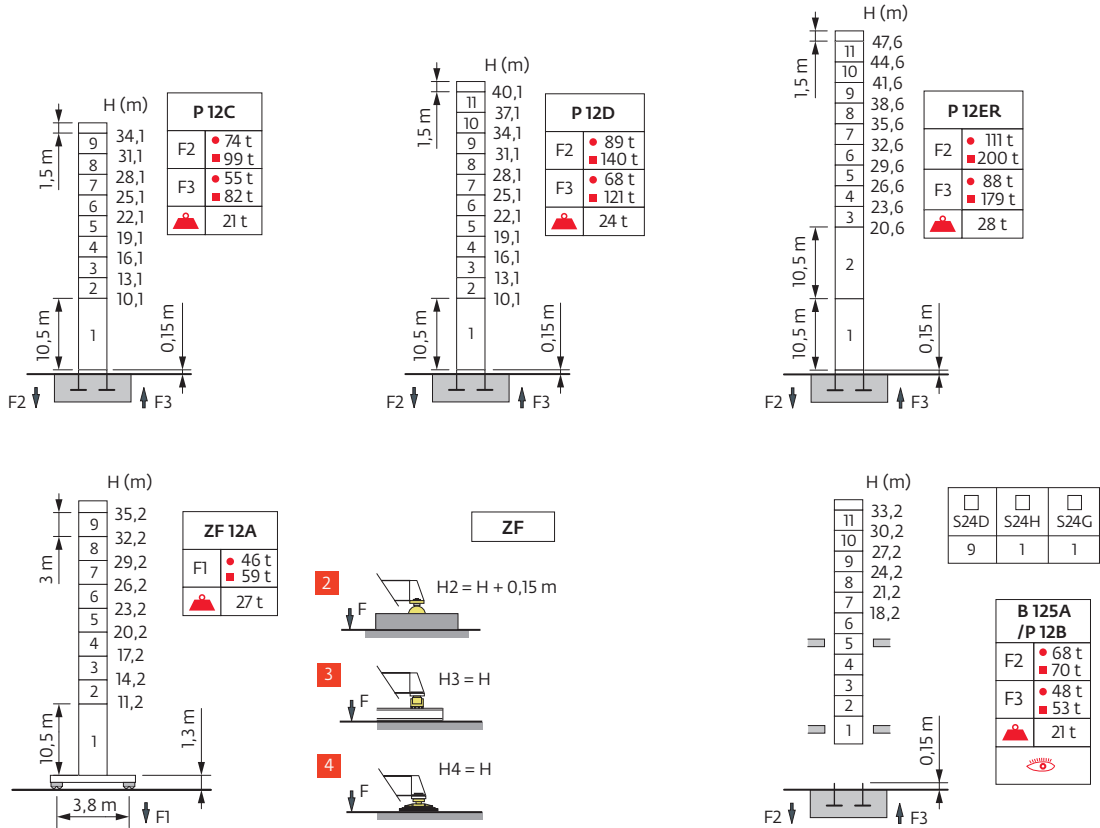 H (m)
1,5 m
34,1
9
31,1
8
28,1
7
25,1
6
22,1
5
19,1
4
16,1
3
13,1
2
10,1
10,5 m
1
0,15 m
F2
F3
P 12C
F2
74 t
99 t
F3
55 t
82 t
21 t
H (m)
1,5 m
40,1
11
37,1
10
34,1
9
31,1
8
28,1
7
25,1
6
22,1
5
19,1
4
16,1
3
13,1
2
10,1
10,5 m
1
0,15 m
F2
F3
P 12D
F2
89 t
140 t
F3
68 t
121 t
24 t
H (m)
1,5 m
47,6
11
44,6
10
41,6
9
38,6
8
35,6
7
32,6
6
29,6
5
26,6
4
23,6
3
20,6
10,5 m
2
10,5 m
1
0,15 m
F2
F3
P 12ER
F2
111 t
200 t
F3
88 t
179 t
28 t
H (m)
35,2
3 m
9
32,2
8
29,2
7
26,2
6
23,2
5
20,2
4
17,2
3
14,2
2
11,2
10,5 m
1
1,3 m
3,8 m
F1
ZF 12A
F1
46 t
59 t
27 t
ZF
2
F
H2 = H + 0,15 m
3
F
H3 = H
4
F
H4 = H
H (m)
33,2
11
30,2
10
27,2
9
24,2
8
21,2
7
18,2
6
5
4
3
2
1
0,15 m
F2
F3
S24D S24H S24G
9 1 1
B 125A
/P 12B
F2
68 t
70 t
F3
48 t
53 t
21 t